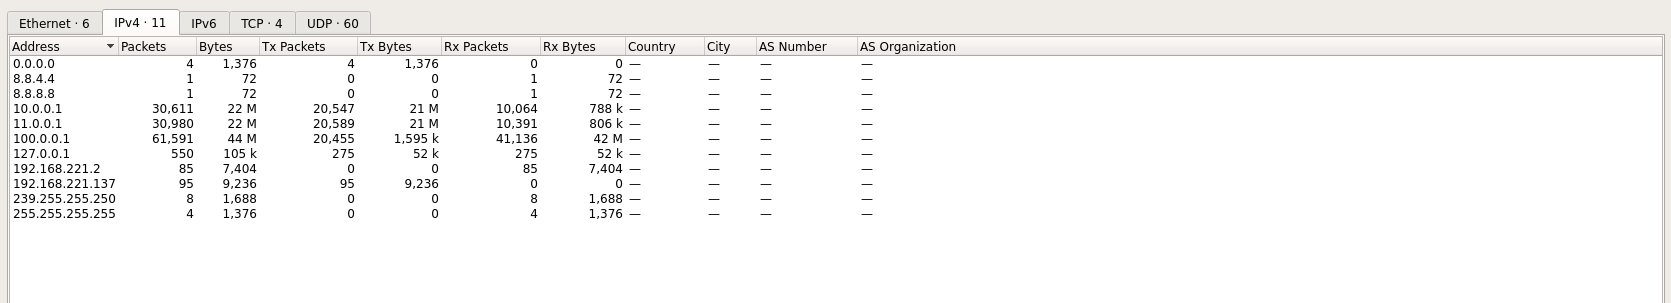 Ethernet · 6 IPv4 · 11 IPv6 TCP · 4 UDP · 60
Address Packets Bytes Tx Packets Tx Bytes Rx Packets Rx Bytes Country City AS Number AS Organization
0.0.0.0 4 1,376 4 1,376 0 0 — — — —
8.8.4.4 1 72 0 0 1 72 — — — —
8.8.8.8 1 72 0 0 1 72 — — — —
10.0.0.1 30,611 22 M 20,547 21 M 10,064 788 k — — — —
11.0.0.1 30,980 22 M 20,589 21 M 10,391 806 k — — — —
100.0.0.1 61,591 44 M 20,455 1,595 k 41,136 42 M — — — —
127.0.0.1 550 105 k 275 52 k 275 52 k — — — —
192.168.221.2 85 7,404 0 0 85 7,404 — — — —
192.168.221.137 95 9,236 95 9,236 0 0 — — — —
239.255.255.250 8 1,688 0 0 8 1,688 — — — —
255.255.255.255 4 1,376 0 0 4 1,376 — — — —